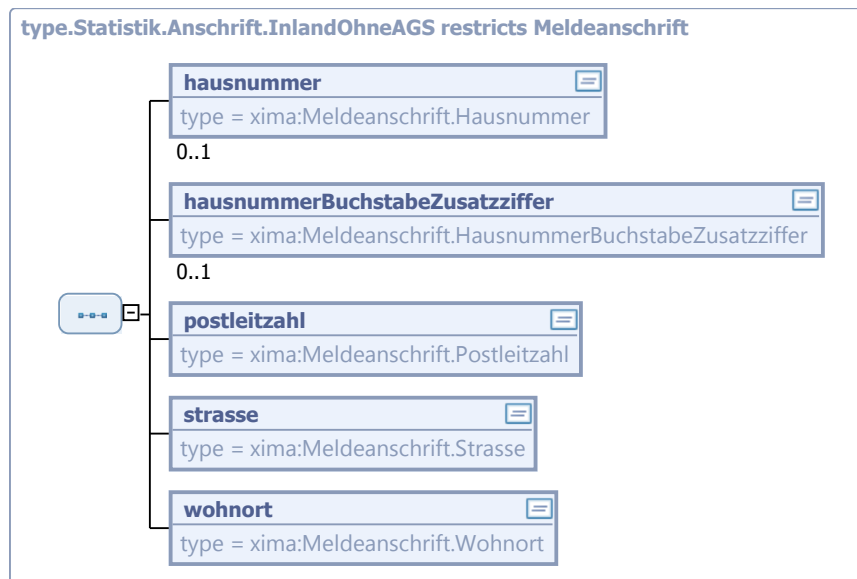 type.Statistik.Anschrift.InlandOhneAGS restricts Meldeanschrift
hausnummer
type = xima:Meldeanschrift.Hausnummer
0..1
hausnummerBuchstabeZusatzziffer
type = xima:Meldeanschrift.HausnummerBuchstabeZusatzziffer
0..1
postleitzahl
type = xima:Meldeanschrift.Postleitzahl
strasse
type = xima:Meldeanschrift.Strasse
wohnort
type = xima:Meldeanschrift.Wohnort